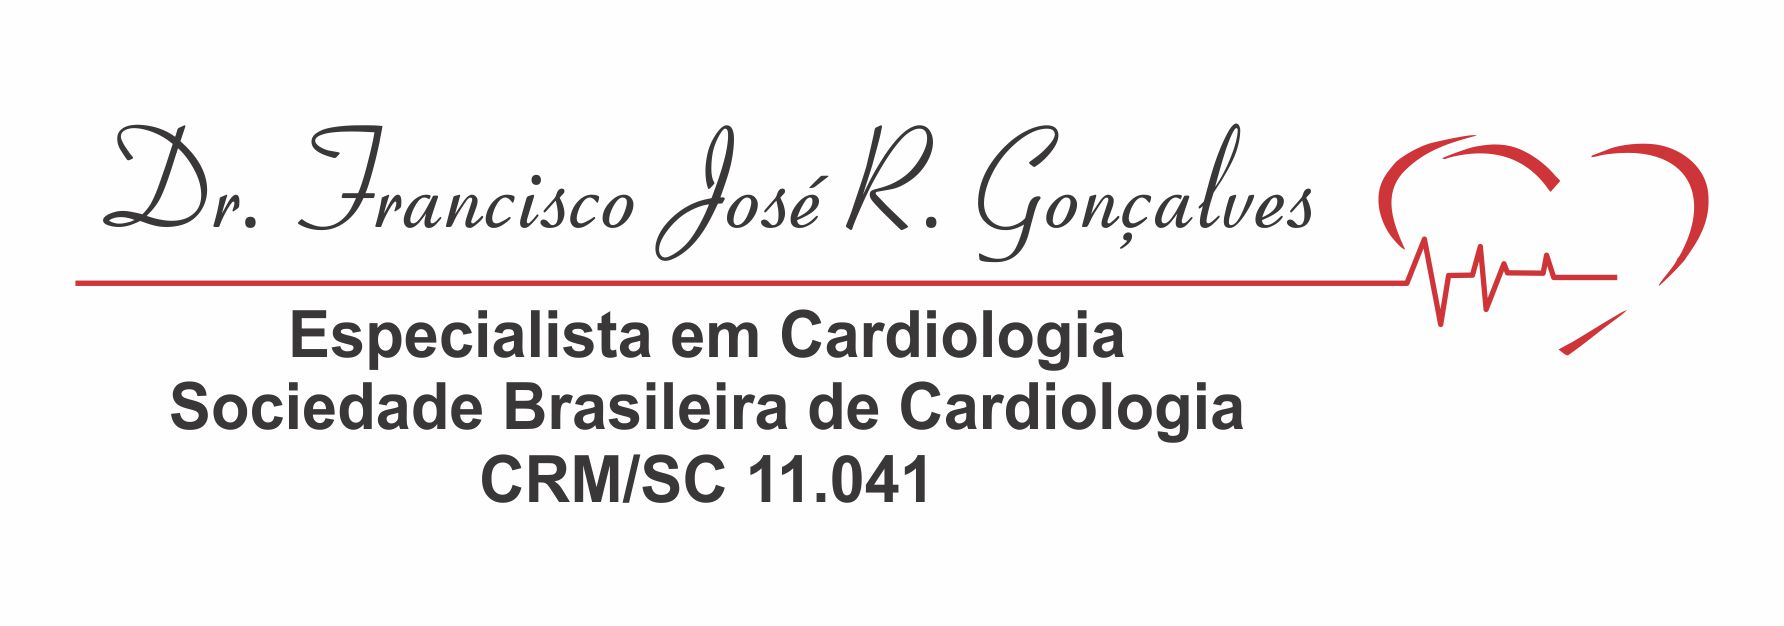 Dr. Francisco José R. Gonçalves
Especialista em Cardiologia
Sociedade Brasileira de Cardiologia
CRM/SC 11.041